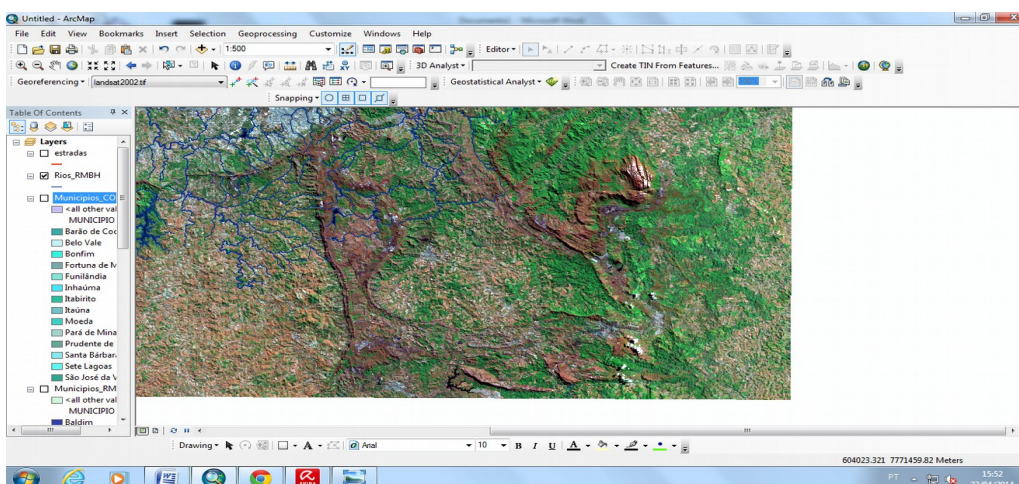 Untitled - ArcMap
File Edit View Bookmarks Insert Selection Geoprocessing Customize Windows Help
1:500 Editor
3D Analyst Create TIN From Features...
Georeferencing landsat2002.tif Geostatistical Analyst
Snapping
Table Of Contents
Layers
estradas
Rios_RMBH
Municipios_CO
<all other val
MUNICIPIO
Barão de Coc
Belo Vale
Bonfim
Fortuna de M
Funilândia
Inhaúma
Itabirito
Itaúna
Moeda
Pará de Mina
Prudente de
Santa Bárbar
Sete Lagoas
São José da V
Municipios_RM
<all other val
MUNICIPIO
Baldim
Drawing A Arial 10 B I U A
604023.321 7771459.82 Meters
PT 15:52
22/04/2014